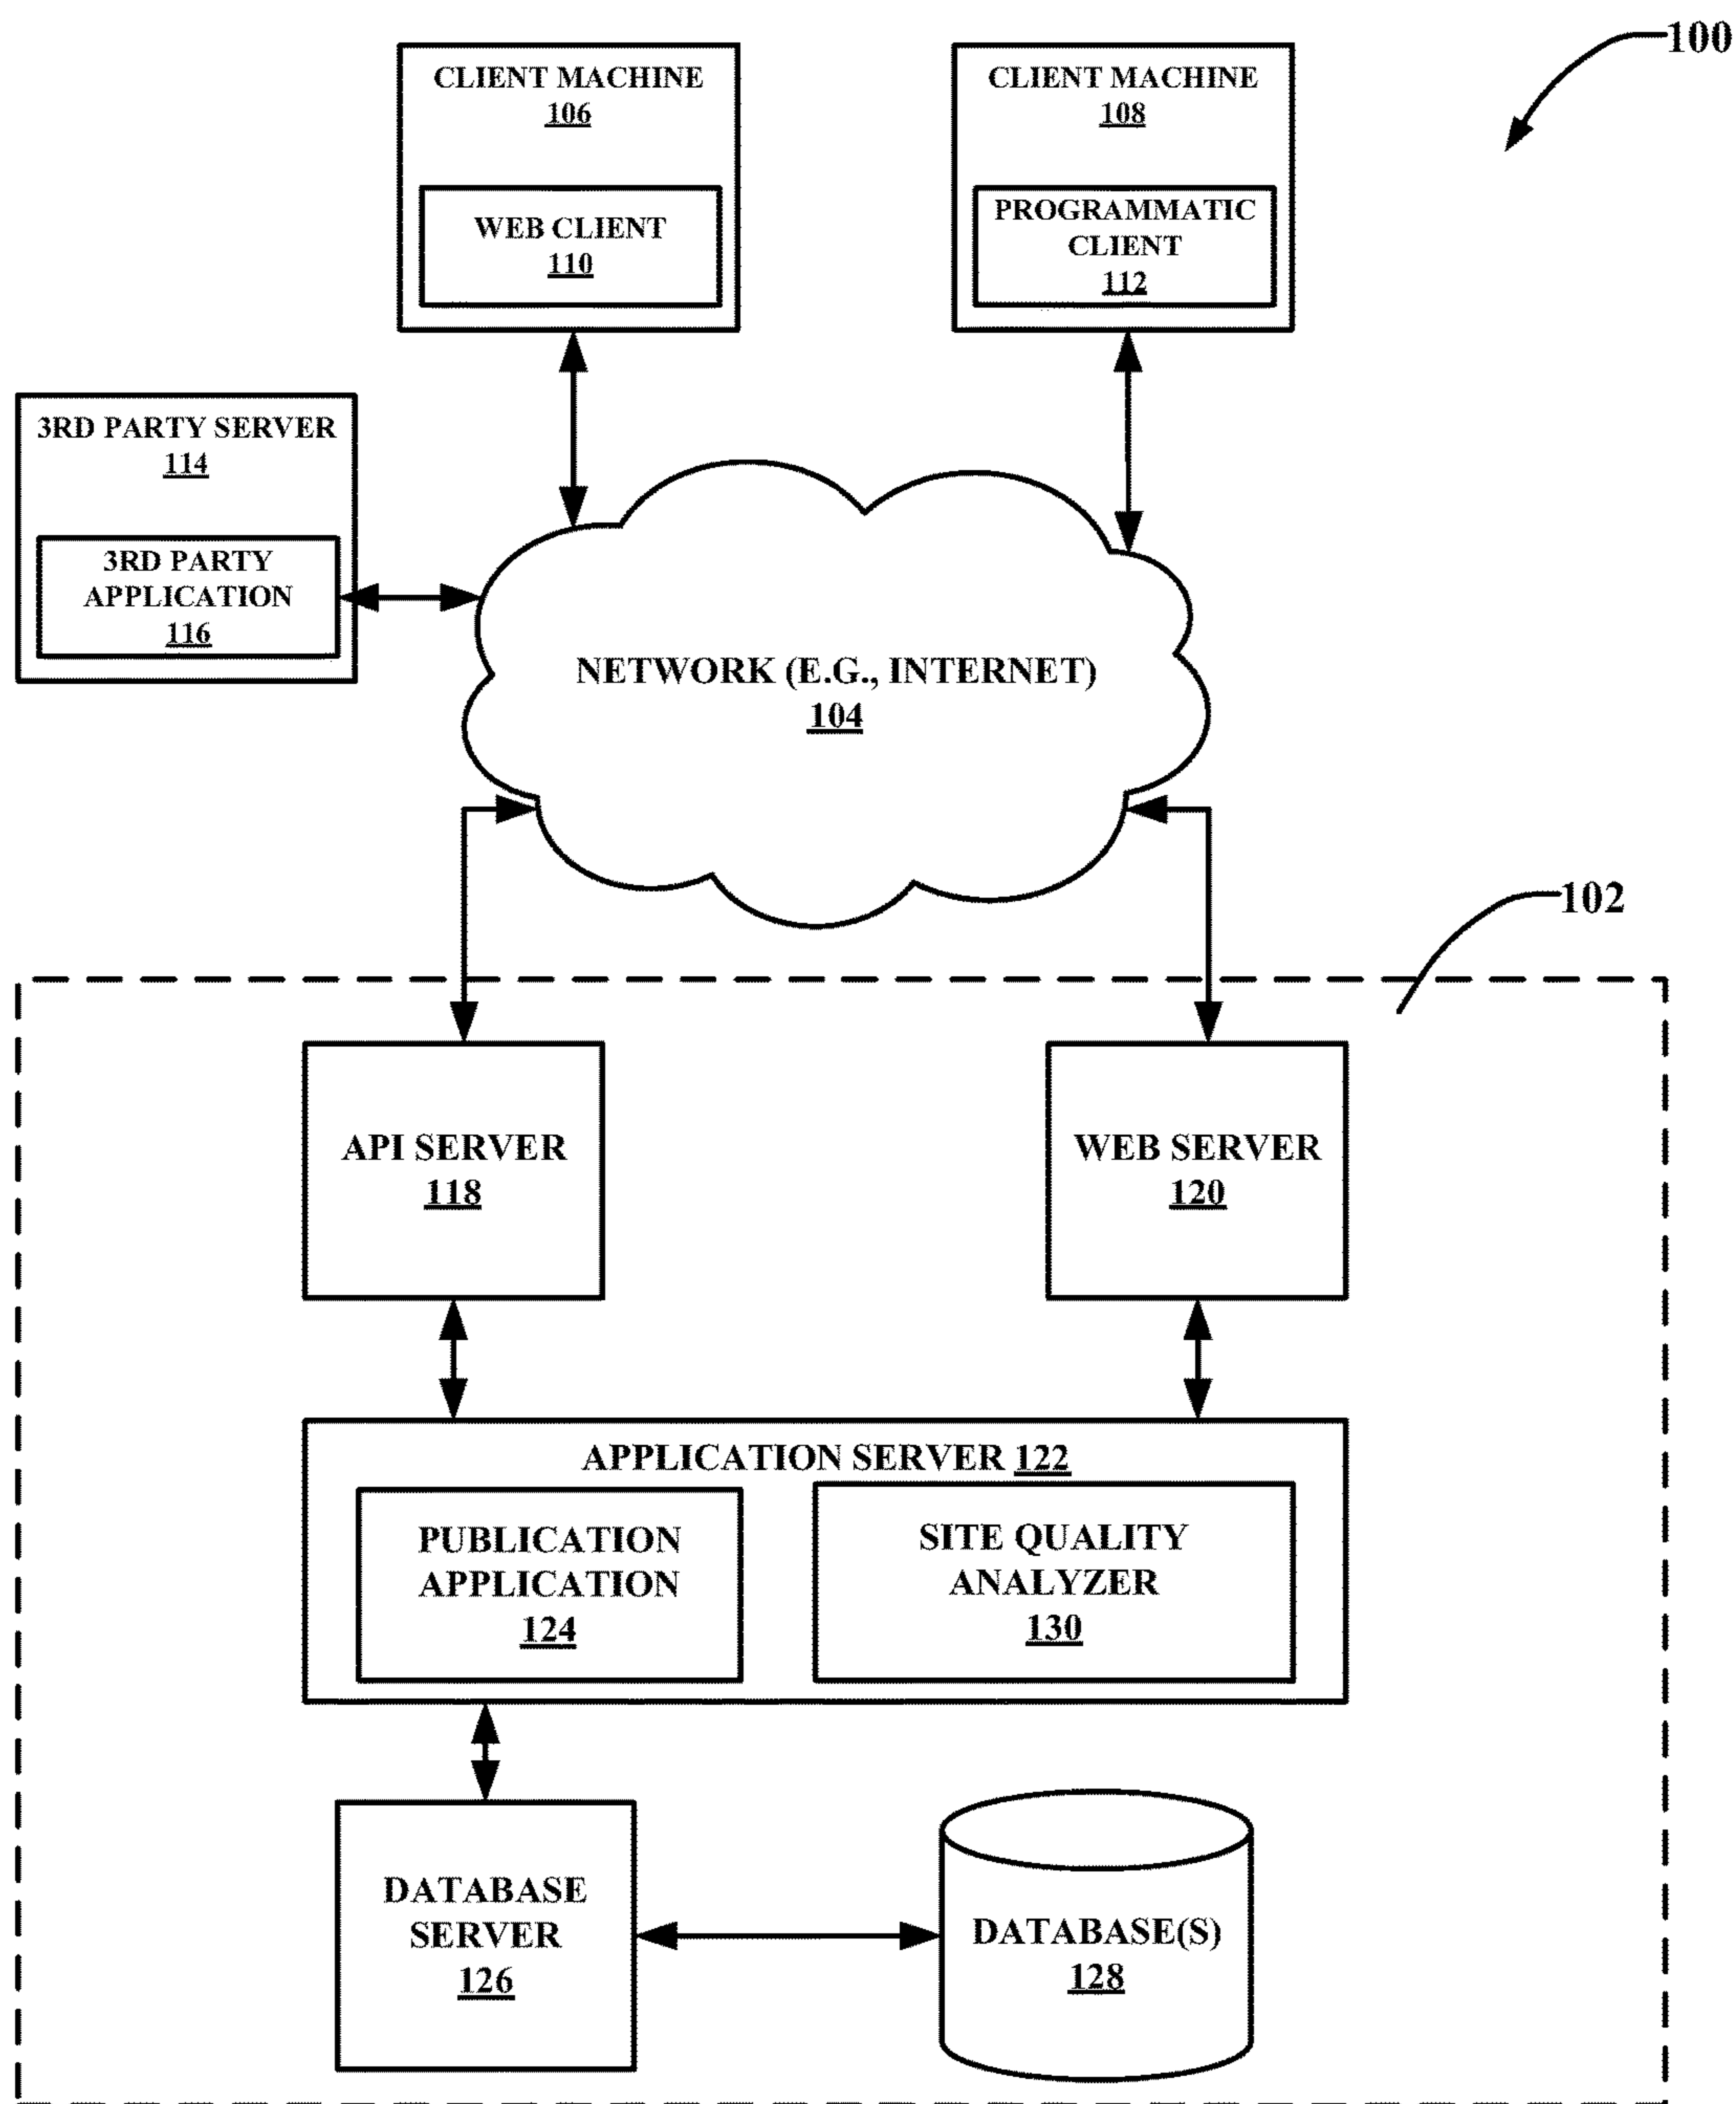 100
CLIENT MACHINE
106
WEB CLIENT
110
CLIENT MACHINE
108
PROGRAMMATIC
CLIENT
112
3RD PARTY SERVER
114
3RD PARTY
APPLICATION
116
NETWORK (E.G., INTERNET)
104
102
API SERVER
118
WEB SERVER
120
APPLICATION SERVER 122
PUBLICATION
APPLICATION
124
SITE QUALITY
ANALYZER
130
DATABASE
SERVER
126
DATABASE(S)
128